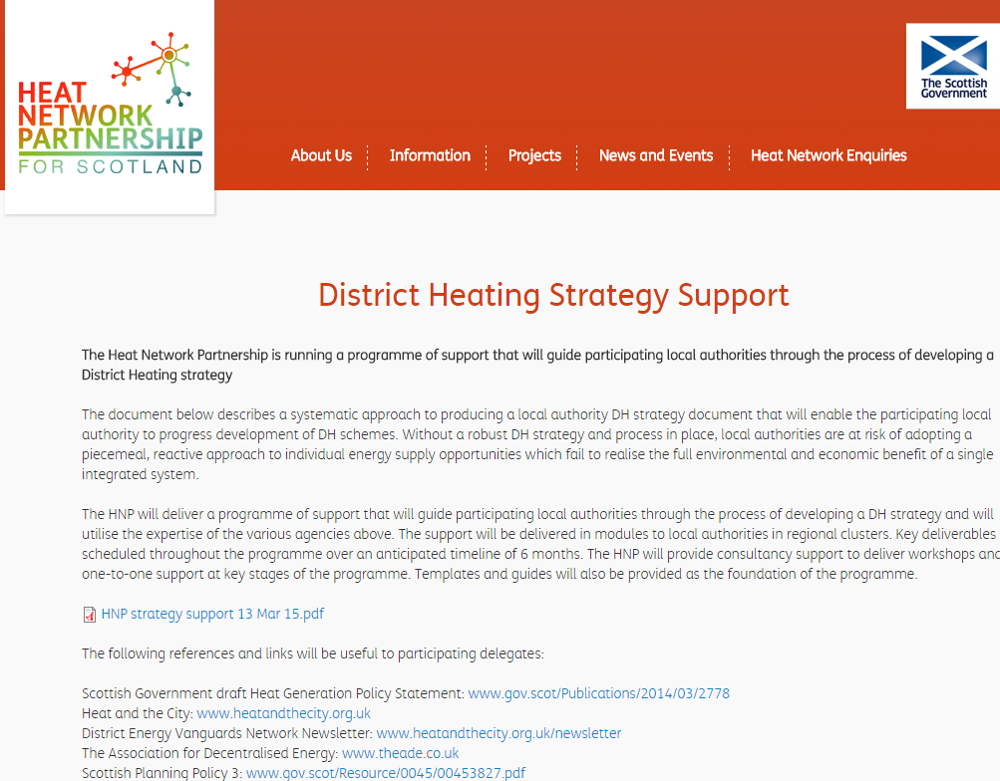 HEAT
NETWORK
PARTNERSHIP
FOR SCOTLAND
The Scottish
Government
About Us
Information
Projects
News and Events
Heat Network Enquiries
District Heating Strategy Support
The Heat Network Partnership is running a programme of support that will guide participating local authorities through the process of developing a
District Heating strategy
The document below describes a systematic approach to producing a local authority DH strategy document that will enable the participating local
authority to progress development of DH schemes. Without a robust DH strategy and process in place, local authorities are at risk of adopting a
piecemeal, reactive approach to individual energy supply opportunities which fail to realise the full environmental and economic benefit of a single
integrated system.
The HNP will deliver a programme of support that will guide participating local authorities through the process of developing a DH strategy and will
utilise the expertise of the various agencies above. The support will be delivered in modules to local authorities in regional clusters. Key deliverables
scheduled throughout the programme over an anticipated timeline of 6 months. The HNP will provide consultancy support to deliver workshops and
one-to-one support at key stages of the programme. Templates and guides will also be provided as the foundation of the programme.
HNP strategy support 13 Mar 15.pdf
The following references and links will be useful to participating delegates:
Scottish Government draft Heat Generation Policy Statement: www.gov.scot/Publications/2014/03/2778
Heat and the City: www.heatandthecity.org.uk
District Energy Vanguards Network Newsletter: www.heatandthecity.org.uk/newsletter
The Association for Decentralised Energy: www.theade.co.uk
Scottish Planning Policy 3: www.gov.scot/Resource/0045/00453827.pdf